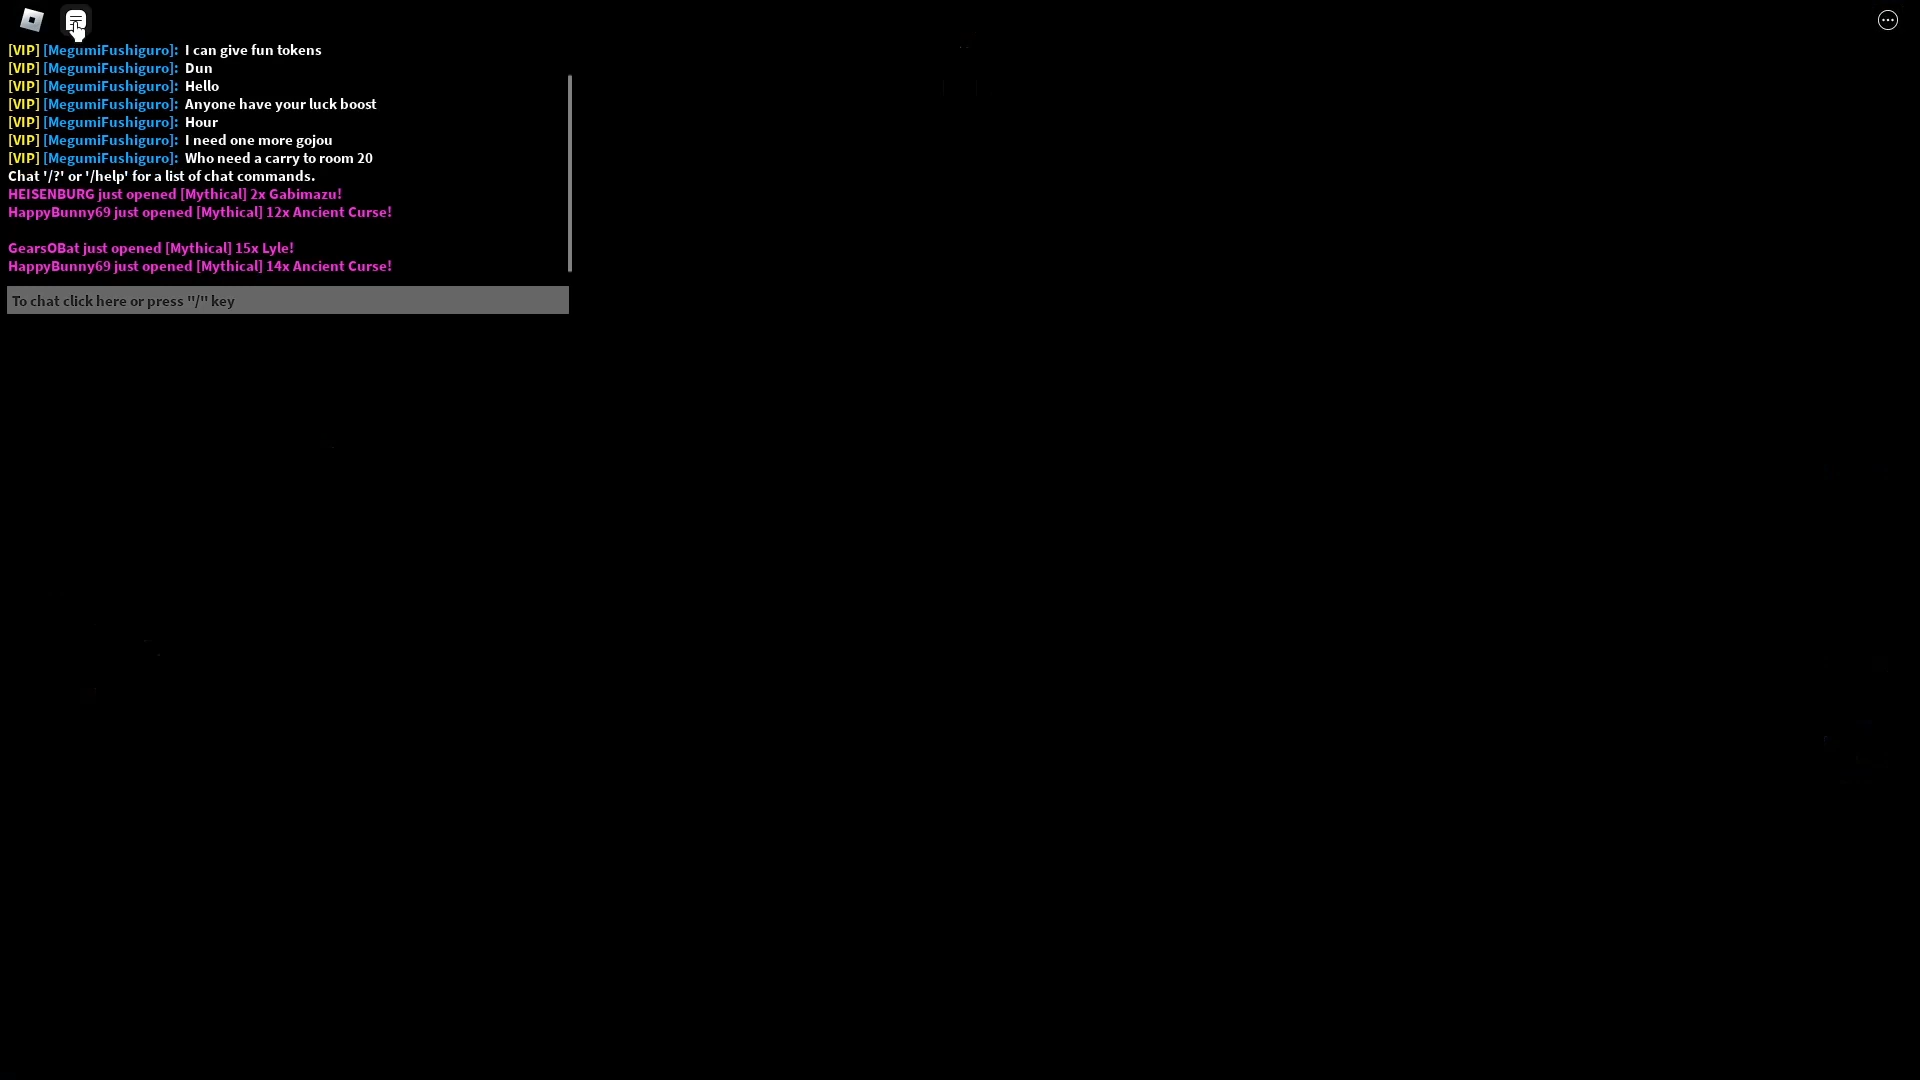 [VIP] [MegumiFushiguro]: I can give fun tokens
[VIP] [MegumiFushiguro]: Dun
[VIP] [MegumiFushiguro]: Hello
[VIP] [MegumiFushiguro]: Anyone have your luck boost
[VIP] [MegumiFushiguro]: Hour
[VIP] [MegumiFushiguro]: I need one more gojou
[VIP] [MegumiFushiguro]: Who need a carry to room 20
Chat '/?' or '/help' for a list of chat commands.
HEISENBURG just opened [Mythical] 2x Gabimazu!
HappyBunny69 just opened [Mythical] 12x Ancient Curse!
GearsOBat just opened [Mythical] 15x Lyle!
HappyBunny69 just opened [Mythical] 14x Ancient Curse!
To chat click here or press "/" key